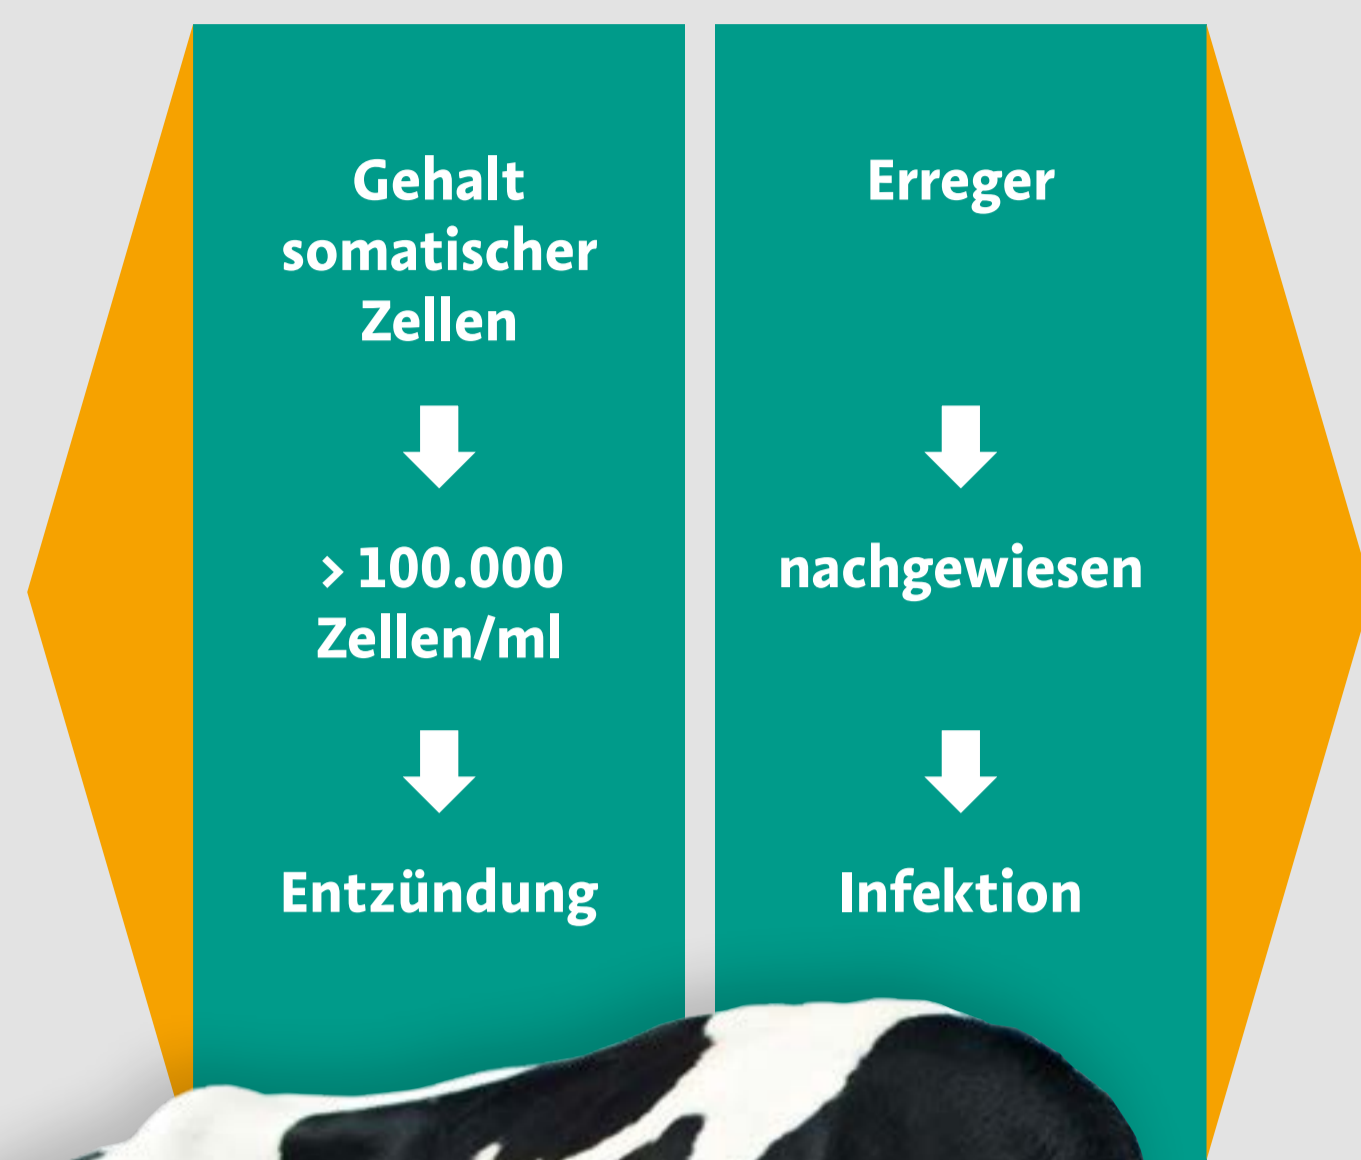 Gehalt
somatischer
Zellen
> 100.000
Zellen/ml
Entzündung
Erreger
nachgewiesen
Infektion